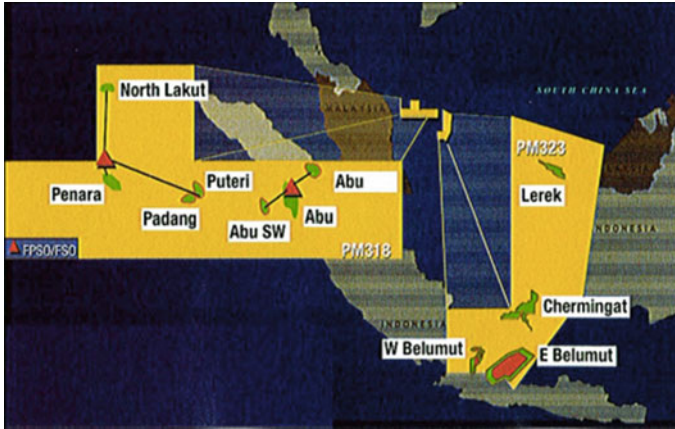 North Lakut
SOUTH CHINA SEA
MALAYSIA
PM323
Lerek
Penara
Puteri
Padang
Abu
Abu SW
Abu
FPSO/FSO
PM318
INDONESIA
Chermingat
INDONESIA
W Belumut
E Belumut